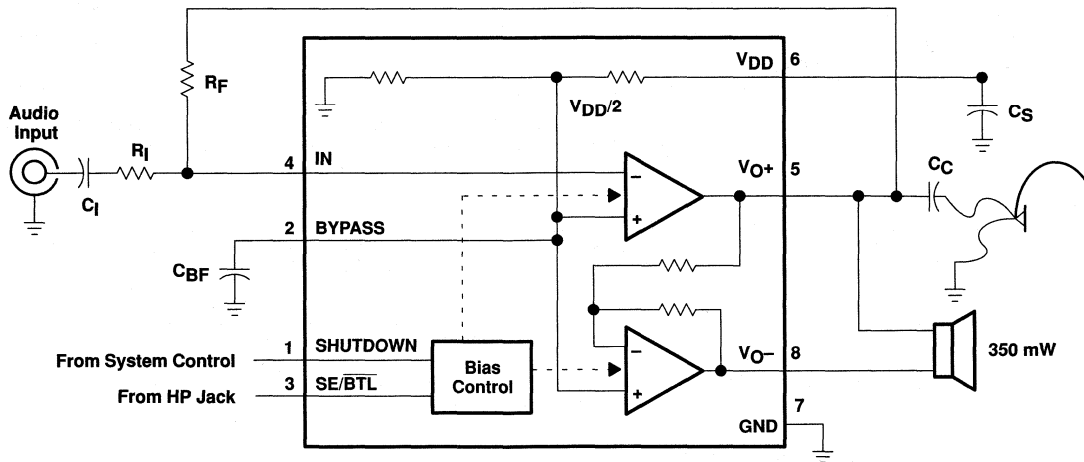 Audio
Input
C_I
R_I
R_F
4 IN
2 BYPASS
C_BF
From System Control 1 SHUTDOWN
From HP Jack 3 SE/B̅T̅L̅
Bias
Control
V_DD/2
V_DD 6
C_S
V_O+ 5
C_C
− 
+
−
+
V_O− 8
350 mW
7
GND